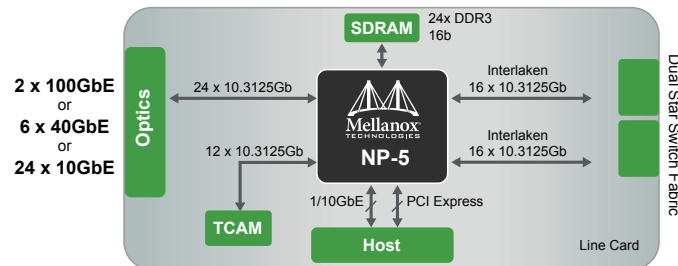 SDRAM
24x DDR3
16b
2 x 100GbE
or
6 x 40GbE
or
24 x 10GbE
Optics
24 x 10.3125Gb
12 x 10.3125Gb
TCAM
Mellanox
TECHNOLOGIES
NP-5
Interlaken
16 x 10.3125Gb
Interlaken
16 x 10.3125Gb
Dual Star Switch Fabric
1/10GbE
PCI Express
Host
Line Card